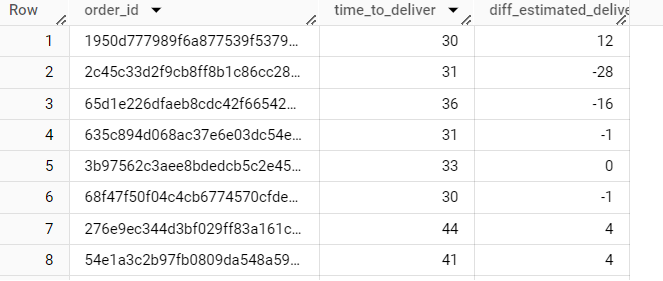 Row order_id time_to_deliver diff_estimated_delive
1 1950d777989f6a877539f5379... 30 12
2 2c45c33d2f9cb8ff8b1c86cc28... 31 -28
3 65d1e226dfaeb8cdc42f66542... 36 -16
4 635c894d068ac37e6e03dc54e... 31 -1
5 3b97562c3aee8bdedcb5c2e45... 33 0
6 68f47f50f04c4cb6774570cfde... 30 -1
7 276e9ec344d3bf029ff83a161c... 44 4
8 54e1a3c2b97fb0809da548a59... 41 4